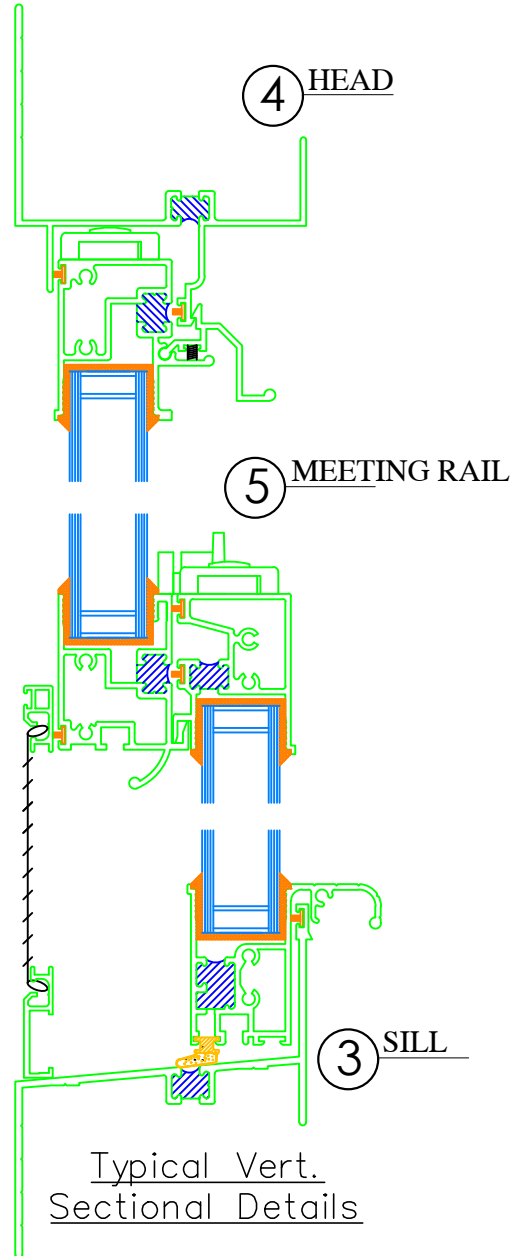 4 HEAD
5 MEETING RAIL
3 SILL
Typical Vert.
Sectional Details